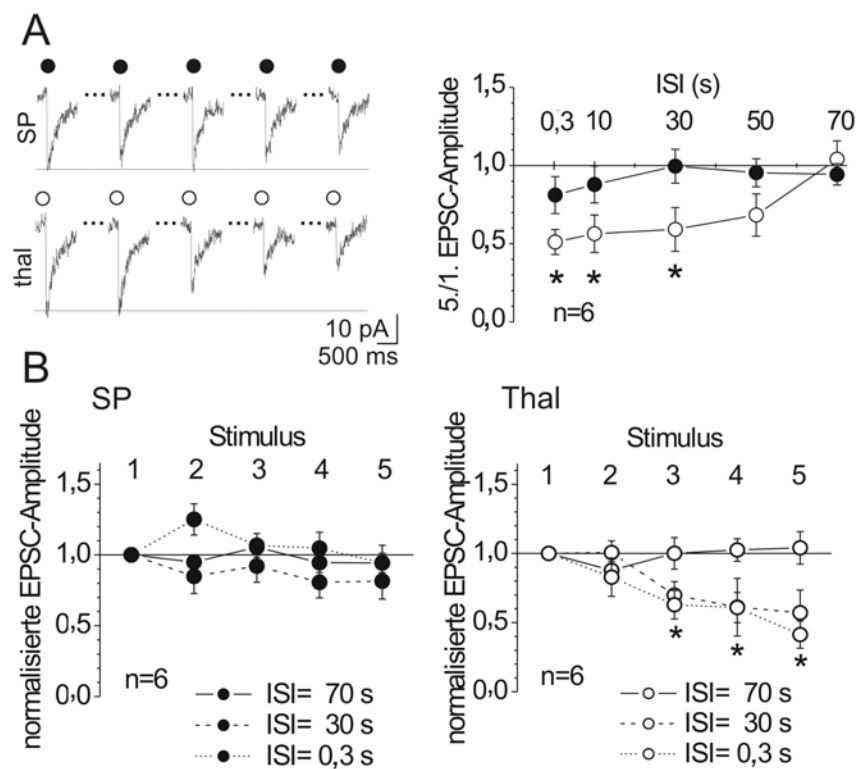 A
SP
thal
10 pA
500 ms
5./1. EPSC-Amplitude
1,5
1,0
0,5
0,0
ISI (s)
0,3 10 30 50 70
* * *
n=6
B
SP
normalisierte EPSC-Amplitude
Stimulus
1 2 3 4 5
1,5
1,0
0,5
0,0
n=6
ISI= 70 s
ISI= 30 s
ISI= 0,3 s
Thal
normalisierte EPSC-Amplitude
Stimulus
1 2 3 4 5
1,5
1,0
0,5
0,0
* * *
n=6
ISI= 70 s
ISI= 30 s
ISI= 0,3 s